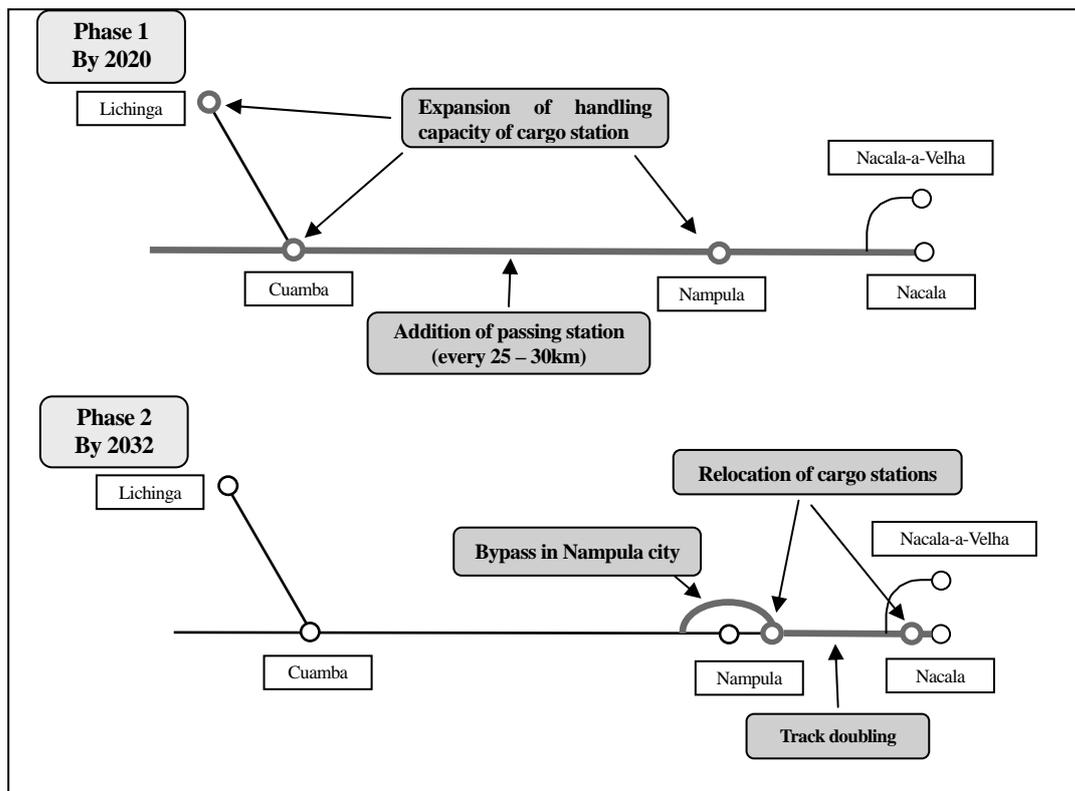 Phase 1
By 2020
Lichinga
Expansion of handling
capacity of cargo station
Nacala-a-Velha
Cuamba
Nampula
Nacala
Addition of passing station
(every 25 – 30km)
Phase 2
By 2032
Lichinga
Relocation of cargo stations
Bypass in Nampula city
Nacala-a-Velha
Cuamba
Nampula
Nacala
Track doubling